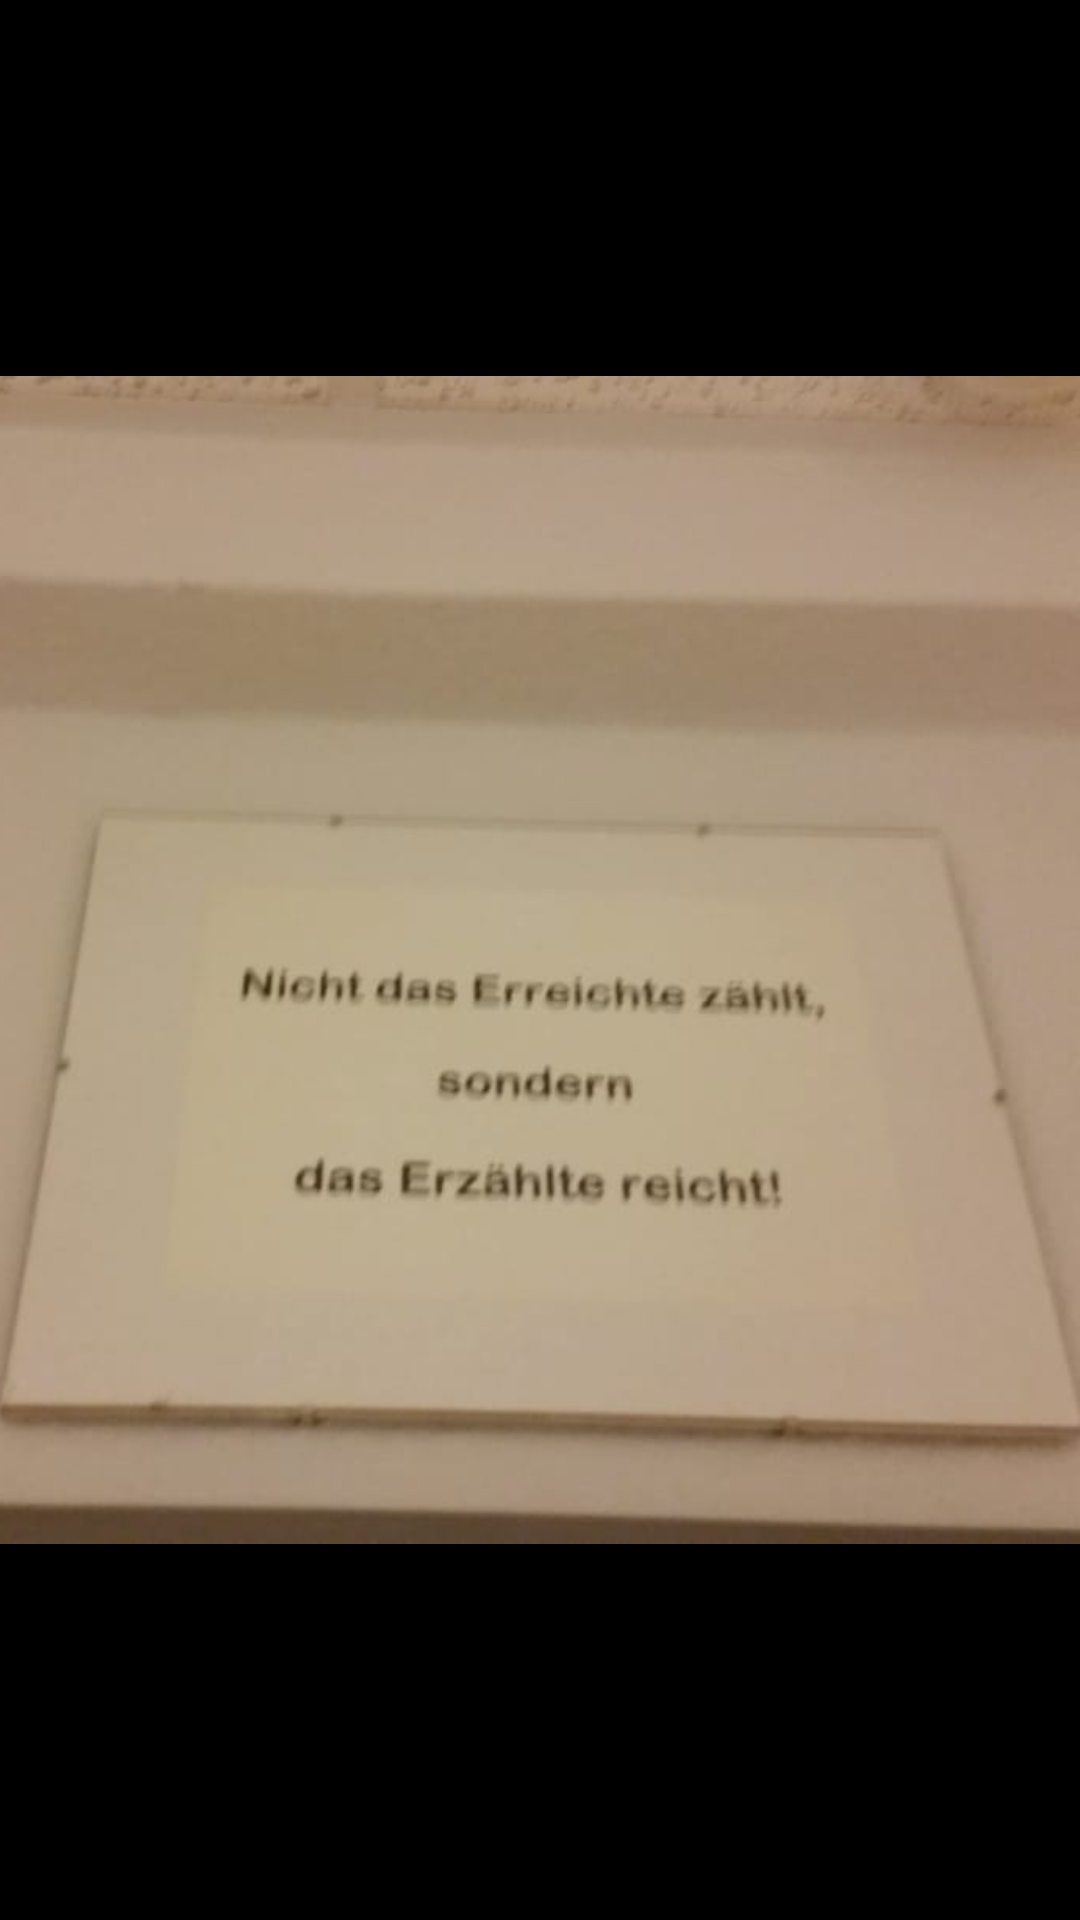 Nicht das Erreichte zählt,
sondern
das Erzählte reicht!